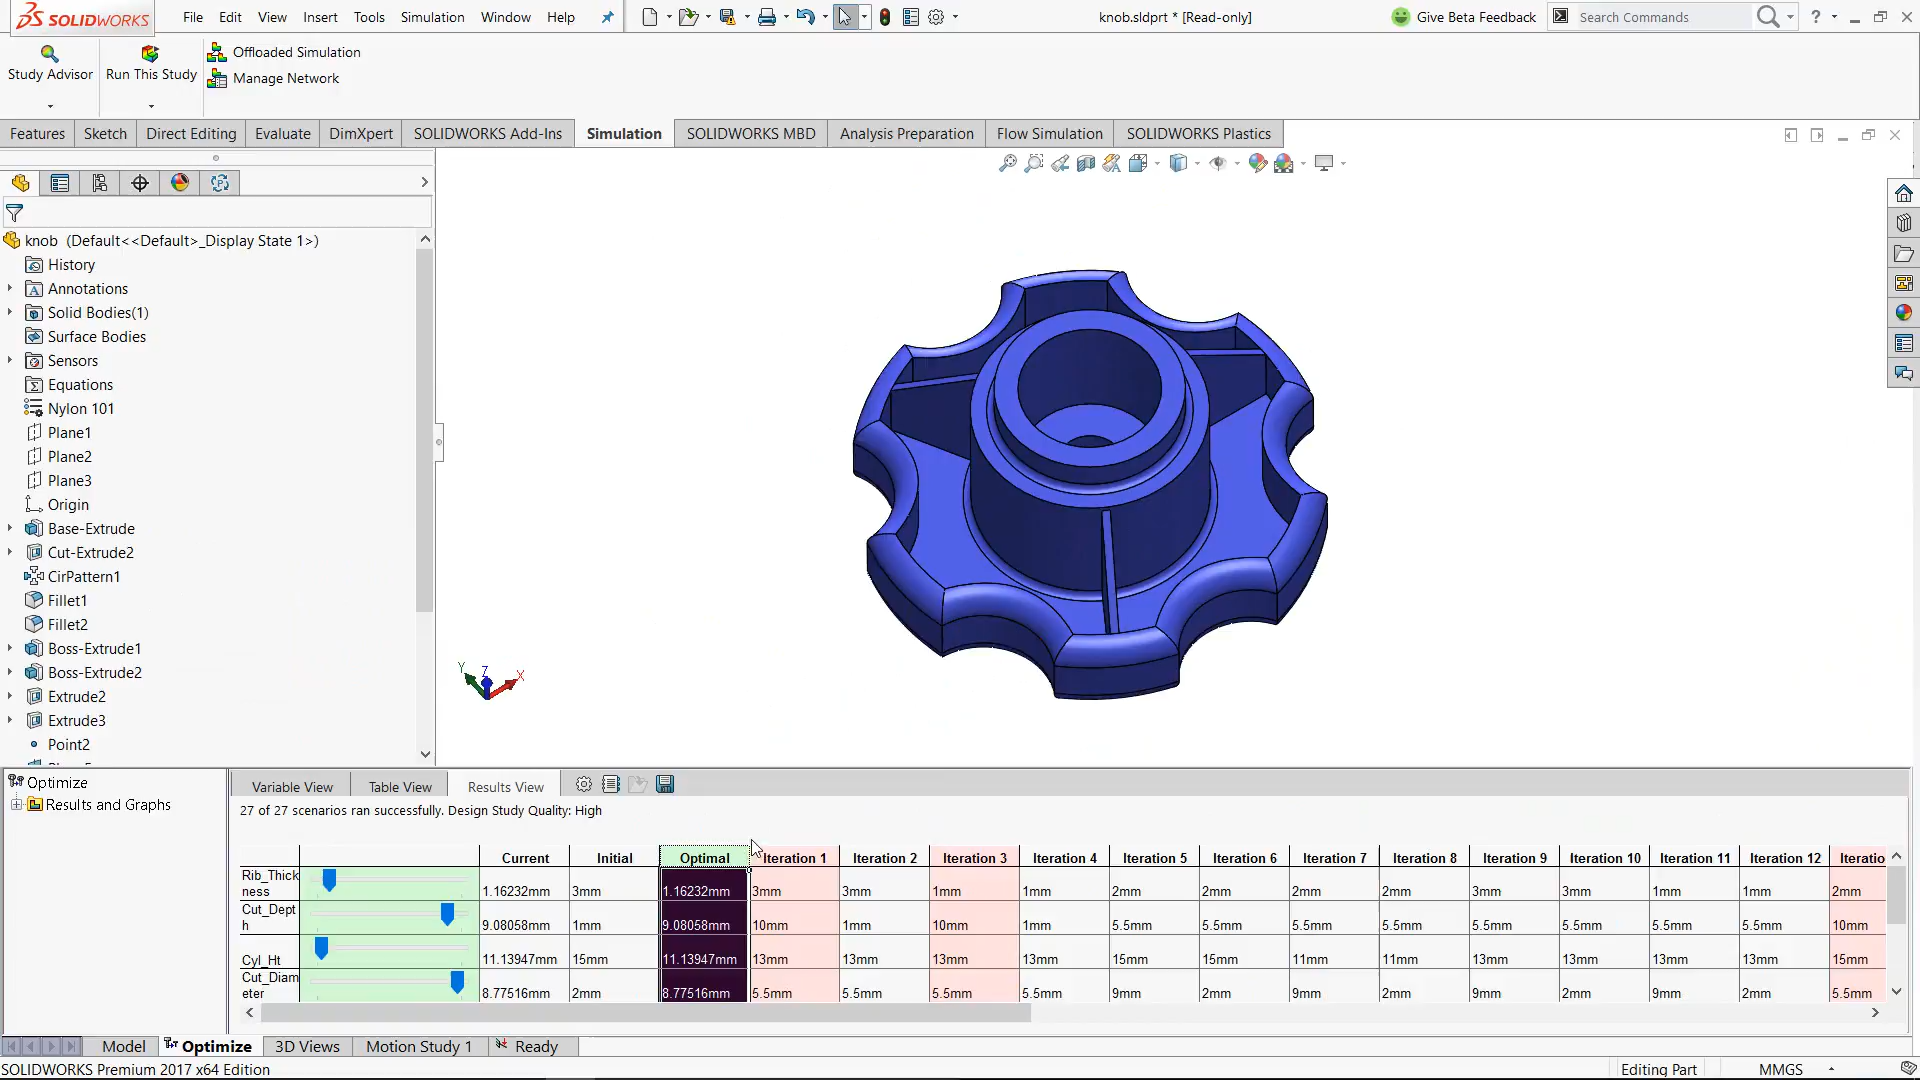 SOLIDWORKS
File Edit View Insert Tools Simulation Window Help
knob.sldprt * [Read-only]
Give Beta Feedback
Search Commands
?
Study Advisor
Run This Study
Offloaded Simulation
Manage Network
Features Sketch Direct Editing Evaluate DimXpert SOLIDWORKS Add-Ins Simulation SOLIDWORKS MBD Analysis Preparation Flow Simulation SOLIDWORKS Plastics
knob (Default<<Default>_Display State 1>)
History
Annotations
Solid Bodies(1)
Surface Bodies
Sensors
Equations
Nylon 101
Plane1
Plane2
Plane3
Origin
Base-Extrude
Cut-Extrude2
CirPattern1
Fillet1
Fillet2
Boss-Extrude1
Boss-Extrude2
Extrude2
Extrude3
Point2
Y Z X
Optimize
Results and Graphs
Variable View Table View Results View
27 of 27 scenarios ran successfully. Design Study Quality: High
Current Initial Optimal Iteration 1 Iteration 2 Iteration 3 Iteration 4 Iteration 5 Iteration 6 Iteration 7 Iteration 8 Iteration 9 Iteration 10 Iteration 11 Iteration 12 Iteratio
Rib_Thick
ness 1.16232mm 3mm 1.16232mm 3mm 3mm 1mm 1mm 2mm 2mm 2mm 2mm 3mm 3mm 1mm 1mm 2mm
Cut_Dept
h 9.08058mm 1mm 9.08058mm 10mm 1mm 10mm 1mm 5.5mm 5.5mm 5.5mm 5.5mm 5.5mm 5.5mm 5.5mm 5.5mm 10mm
Cyl_Ht 11.13947mm 15mm 11.13947mm 13mm 13mm 13mm 13mm 15mm 15mm 11mm 11mm 13mm 13mm 13mm 13mm 15mm
Cut_Diam
eter 8.77516mm 2mm 8.77516mm 5.5mm 5.5mm 5.5mm 5.5mm 9mm 2mm 9mm 2mm 9mm 2mm 9mm 2mm 5.5mm
Model Optimize 3D Views Motion Study 1 Ready
SOLIDWORKS Premium 2017 x64 Edition
Editing Part
MMGS